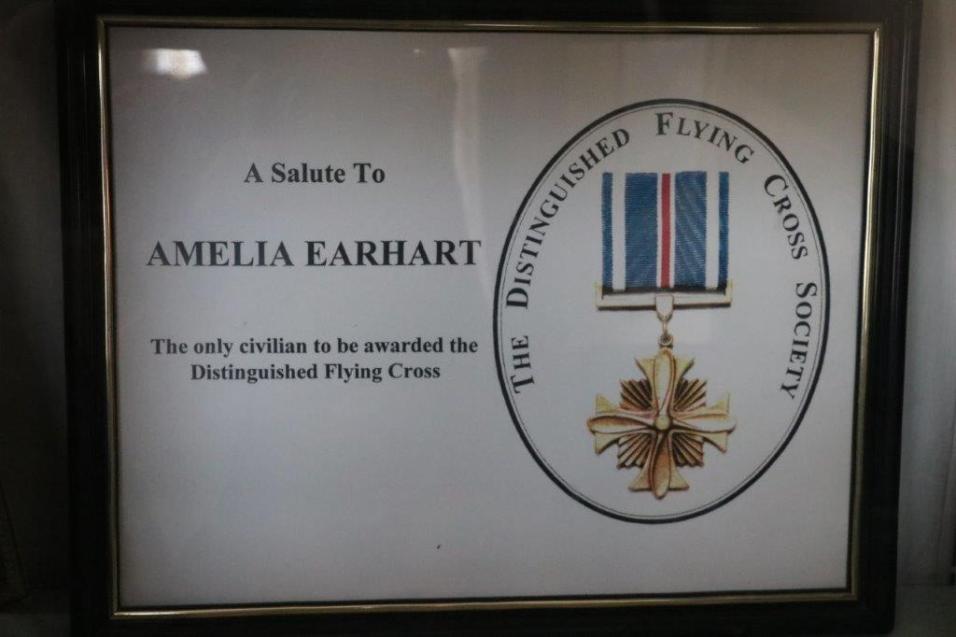 A Salute To
AMELIA EARHART
The only civilian to be awarded the
Distinguished Flying Cross
THE DISTINGUISHED FLYING CROSS SOCIETY